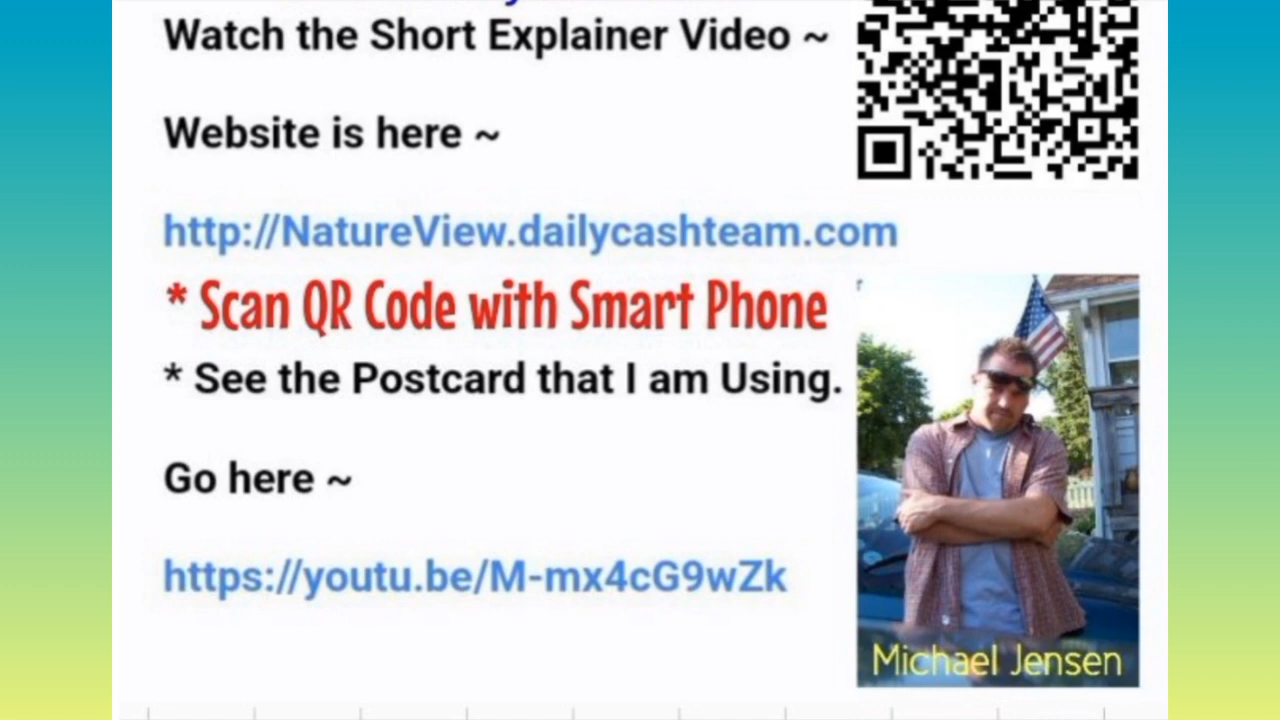 Watch the Short Explainer Video ~
Website is here ~
http://NatureView.dailycashteam.com
* Scan QR Code with Smart Phone
* See the Postcard that I am Using.
Go here ~
https://youtu.be/M-mx4cG9wZk
Michael Jensen